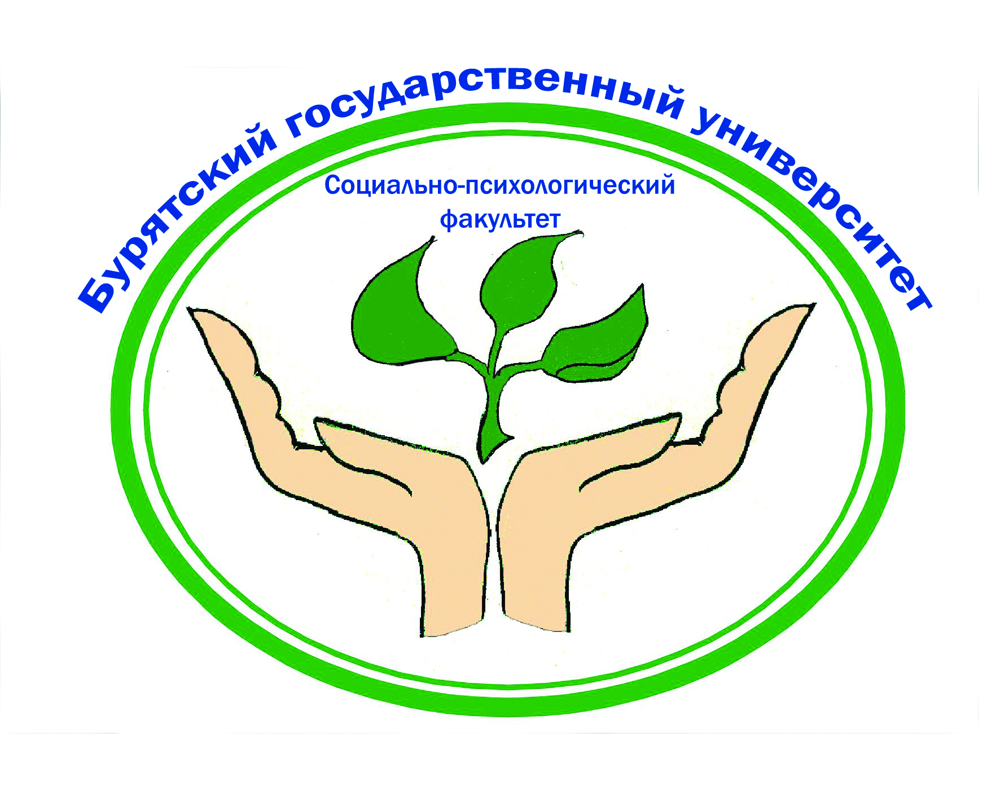 Бурятский государственный университет
Социально-психологический
факультет